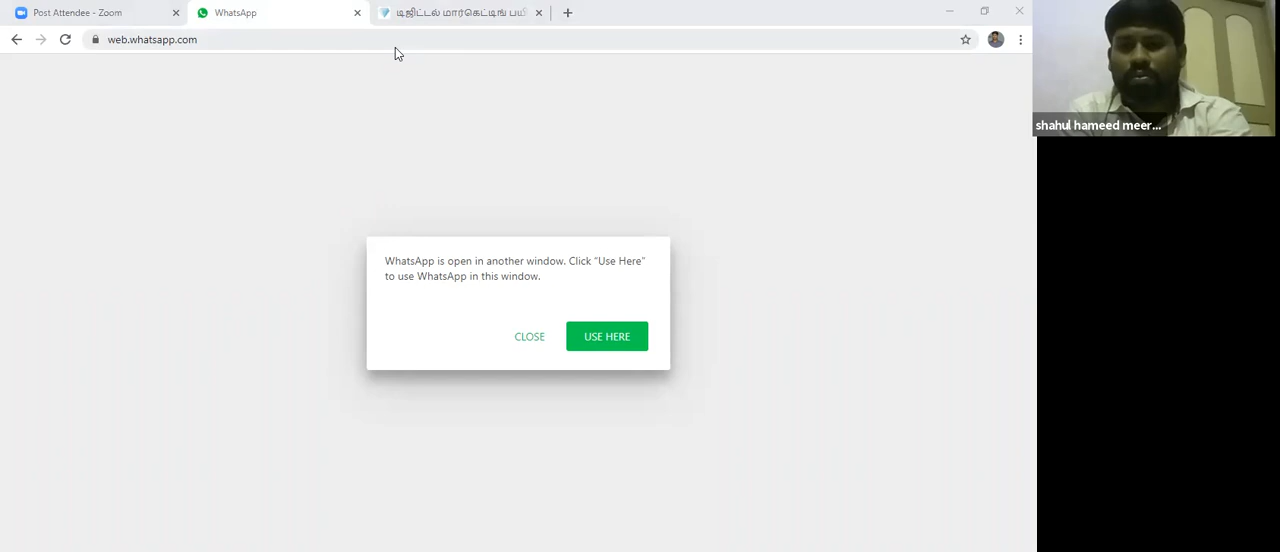 Post Attendee - Zoom
WhatsApp
டிஜிட்டல் மார்கெட்டிங் பயி
web.whatsapp.com
shahul hameed meer...
WhatsApp is open in another window. Click “Use Here”
to use WhatsApp in this window.
CLOSE
USE HERE